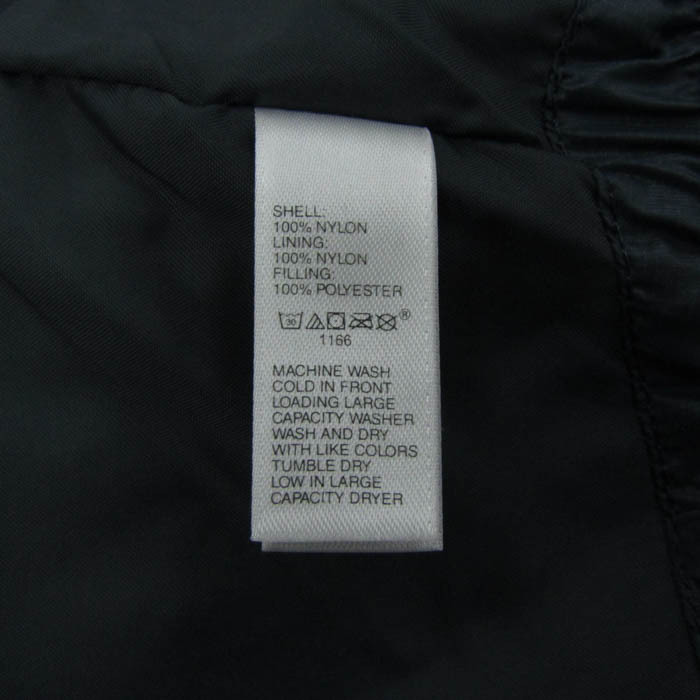 SHELL:
100% NYLON
LINING:
100% NYLON
FILLING:
100% POLYESTER
30 ®
1166
MACHINE WASH
COLD IN FRONT
LOADING LARGE
CAPACITY WASHER
WASH AND DRY
WITH LIKE COLORS
TUMBLE DRY
LOW IN LARGE
CAPACITY DRYER